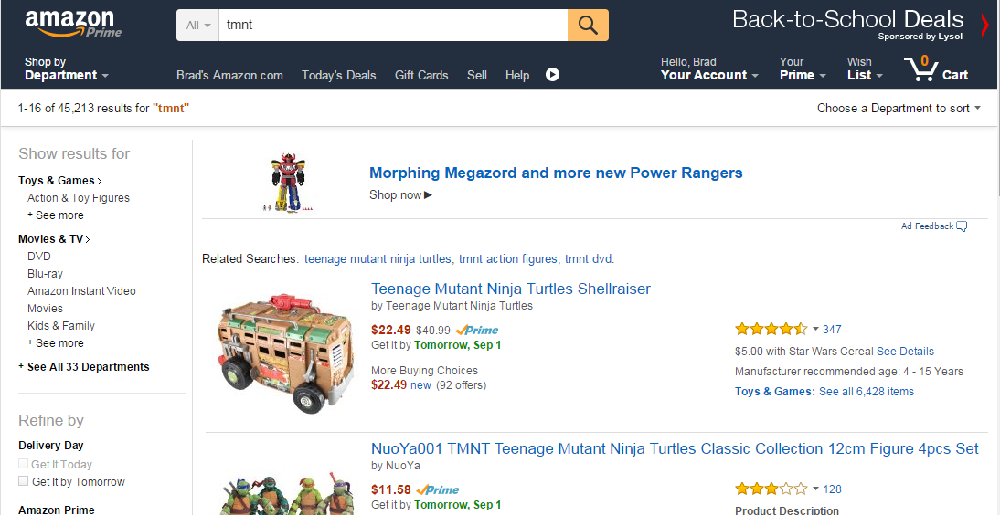 amazon
Prime
All
tmnt
Back-to-School Deals
Sponsored by Lysol
Shop by
Department
Brad's Amazon.com
Today's Deals
Gift Cards
Sell
Help
Hello, Brad
Your Account
Your
Prime
Wish
List
0
Cart
1-16 of 45,213 results for "tmnt"
Choose a Department to sort
Show results for
Toys & Games
Action & Toy Figures
+ See more
Movies & TV
DVD
Blu-ray
Amazon Instant Video
Movies
Kids & Family
+ See more
+ See All 33 Departments
Refine by
Delivery Day
Get It Today
Get It by Tomorrow
Amazon Prime
Morphing Megazord and more new Power Rangers
Shop now
Ad Feedback
Related Searches: teenage mutant ninja turtles, tmnt action figures, tmnt dvd.
Teenage Mutant Ninja Turtles Shellraiser
by Teenage Mutant Ninja Turtles
$22.49 $40.99 Prime
Get it by Tomorrow, Sep 1
More Buying Choices
$22.49 new (92 offers)
347
$5.00 with Star Wars Cereal See Details
Manufacturer recommended age: 4 - 15 Years
Toys & Games: See all 6,428 items
NuoYa001 TMNT Teenage Mutant Ninja Turtles Classic Collection 12cm Figure 4pcs Set
by NuoYa
$11.58 Prime
Get it by Tomorrow, Sep 1
128
Product Description